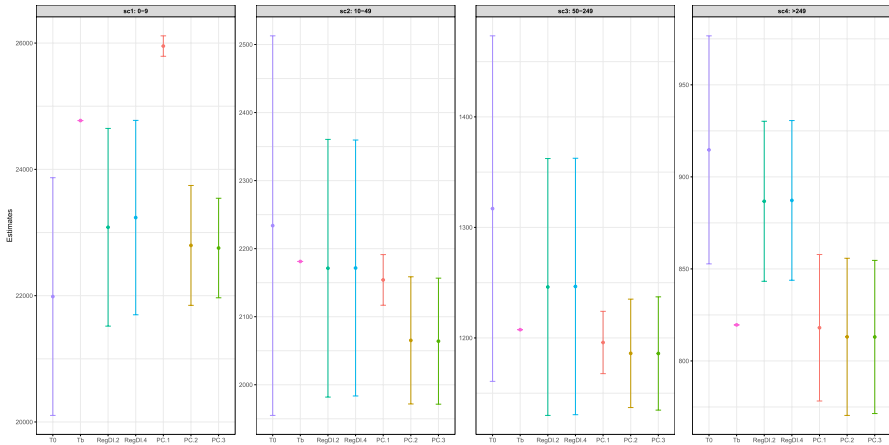 sc1: 0−9
sc2: 10−49
sc3: 50−249
sc4: >249
Estimates
26000
24000
22000
20000
2500
2400
2300
2200
2100
2000
1400
1300
1200
950
900
850
800
T0 Tb RegDI.2 RegDI.4 PC.1 PC.2 PC.3
T0 Tb RegDI.2 RegDI.4 PC.1 PC.2 PC.3
T0 Tb RegDI.2 RegDI.4 PC.1 PC.2 PC.3
T0 Tb RegDI.2 RegDI.4 PC.1 PC.2 PC.3